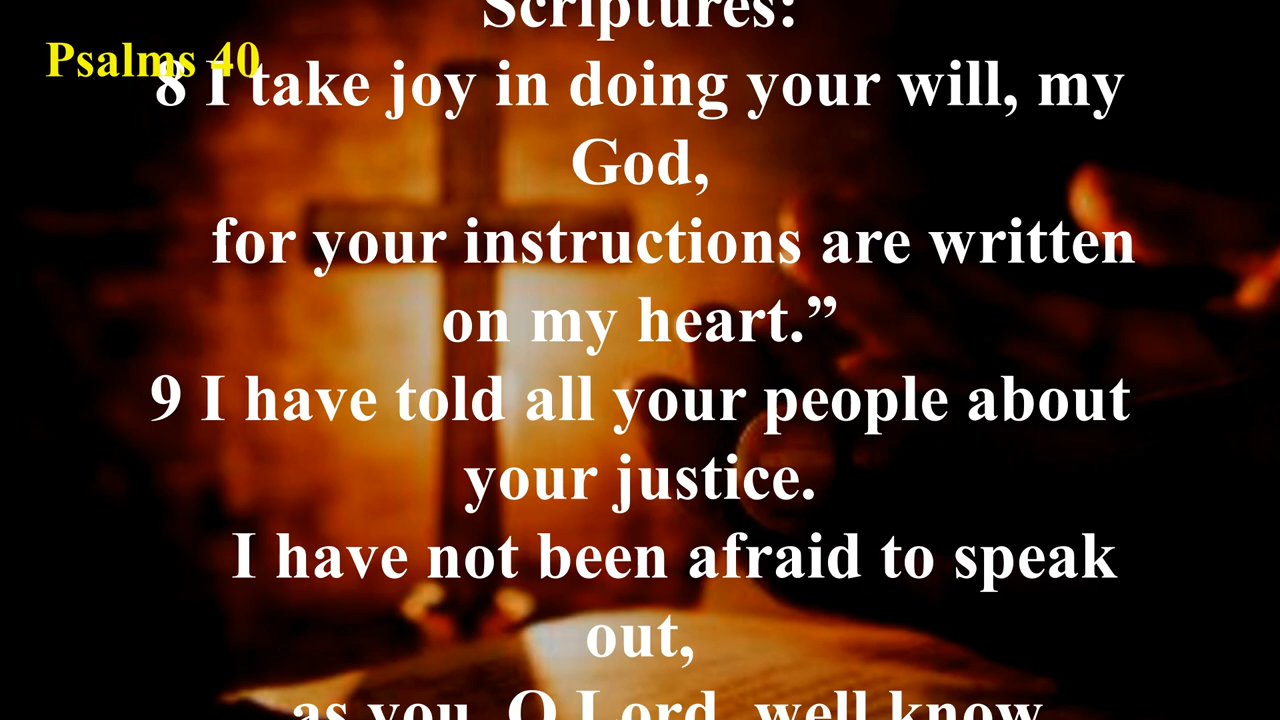 Scriptures:
Psalms 40
8 I take joy in doing your will, my
God,
for your instructions are written
on my heart.”
9 I have told all your people about
your justice.
I have not been afraid to speak
out,
as you, O Lord, well know